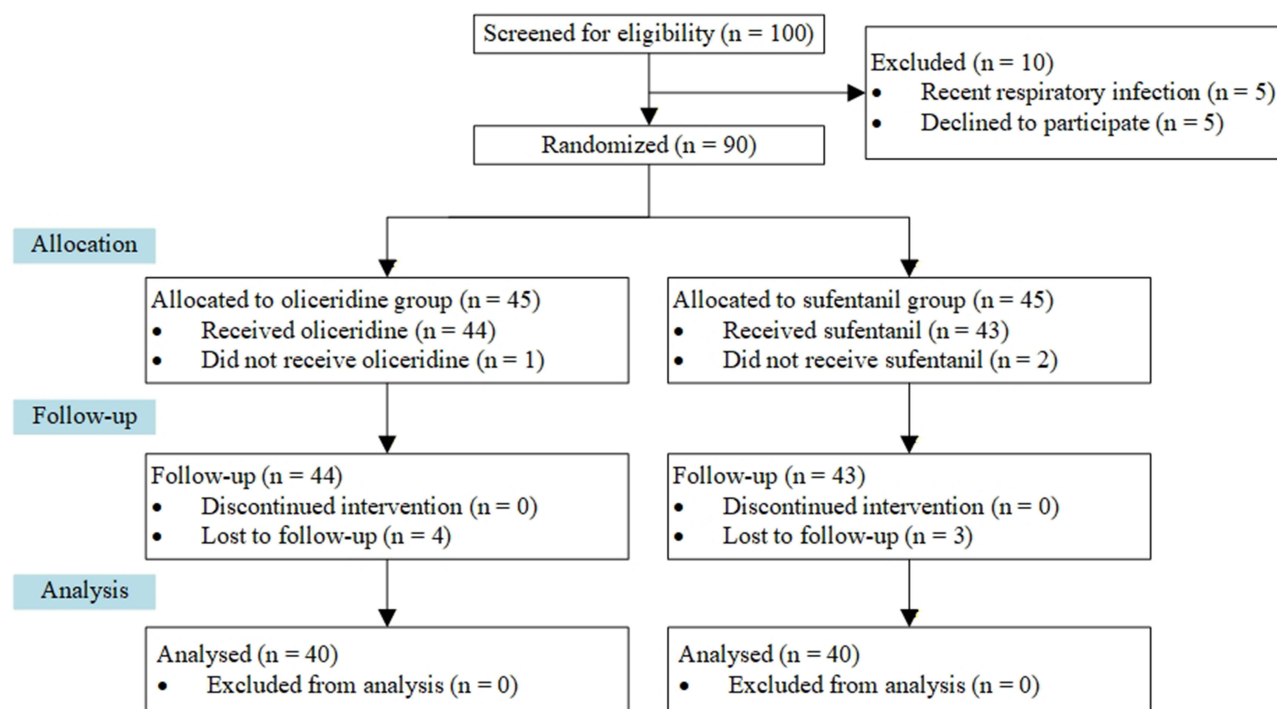 Screened for eligibility (n = 100)
Excluded (n = 10)
• Recent respiratory infection (n = 5)
• Declined to participate (n = 5)
Randomized (n = 90)
Allocation
Allocated to oliceridine group (n = 45)
• Received oliceridine (n = 44)
• Did not receive oliceridine (n = 1)
Allocated to sufentanil group (n = 45)
• Received sufentanil (n = 43)
• Did not receive sufentanil (n = 2)
Follow-up
Follow-up (n = 44)
• Discontinued intervention (n = 0)
• Lost to follow-up (n = 4)
Follow-up (n = 43)
• Discontinued intervention (n = 0)
• Lost to follow-up (n = 3)
Analysis
Analysed (n = 40)
• Excluded from analysis (n = 0)
Analysed (n = 40)
• Excluded from analysis (n = 0)